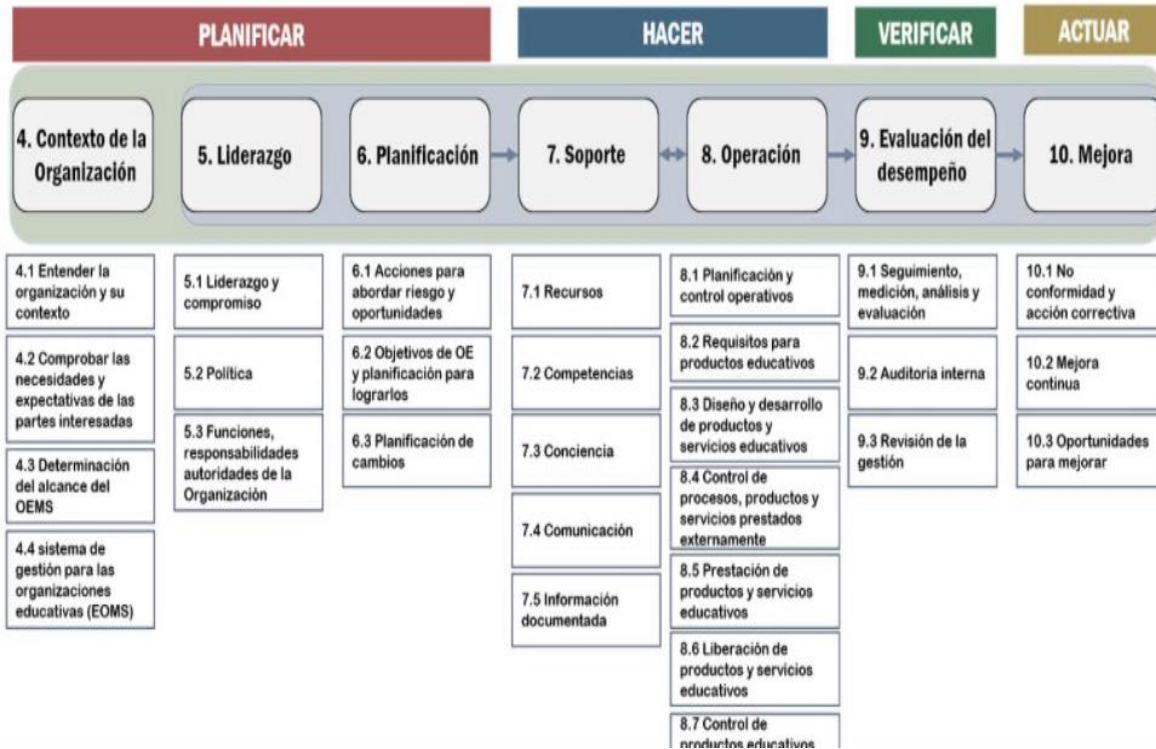 PLANIFICAR
HACER
VERIFICAR
ACTUAR
4. Contexto de la
Organización
5. Liderazgo
6. Planificación
7. Soporte
8. Operación
9. Evaluación del
desempeño
10. Mejora
4.1 Entender la
organización y su
contexto
4.2 Comprobar las
necesidades y
expectativas de las
partes interesadas
4.3 Determinación
del alcance del
OEMS
4.4 sistema de
gestión para las
organizaciones
educativas (EOMS)
5.1 Liderazgo y
compromiso
5.2 Política
5.3 Funciones,
responsabilidades
autoridades de la
Organización
6.1 Acciones para
abordar riesgo y
oportunidades
6.2 Objetivos de OE
y planificación para
lograrlos
6.3 Planificación de
cambios
7.1 Recursos
7.2 Competencias
7.3 Conciencia
7.4 Comunicación
7.5 Información
documentada
8.1 Planificación y
control operativos
8.2 Requisitos para
productos educativos
8.3 Diseño y desarrollo
de productos y
servicios educativos
8.4 Control de
procesos, productos y
servicios prestados
externamente
8.5 Prestación de
productos y servicios
educativos
8.6 Liberación de
productos y servicios
educativos
8.7 Control de
productos educativos
9.1 Seguimiento,
medición, análisis y
evaluación
9.2 Auditoria interna
9.3 Revisión de la
gestión
10.1 No
conformidad y
acción correctiva
10.2 Mejora
continua
10.3 Oportunidades
para mejorar